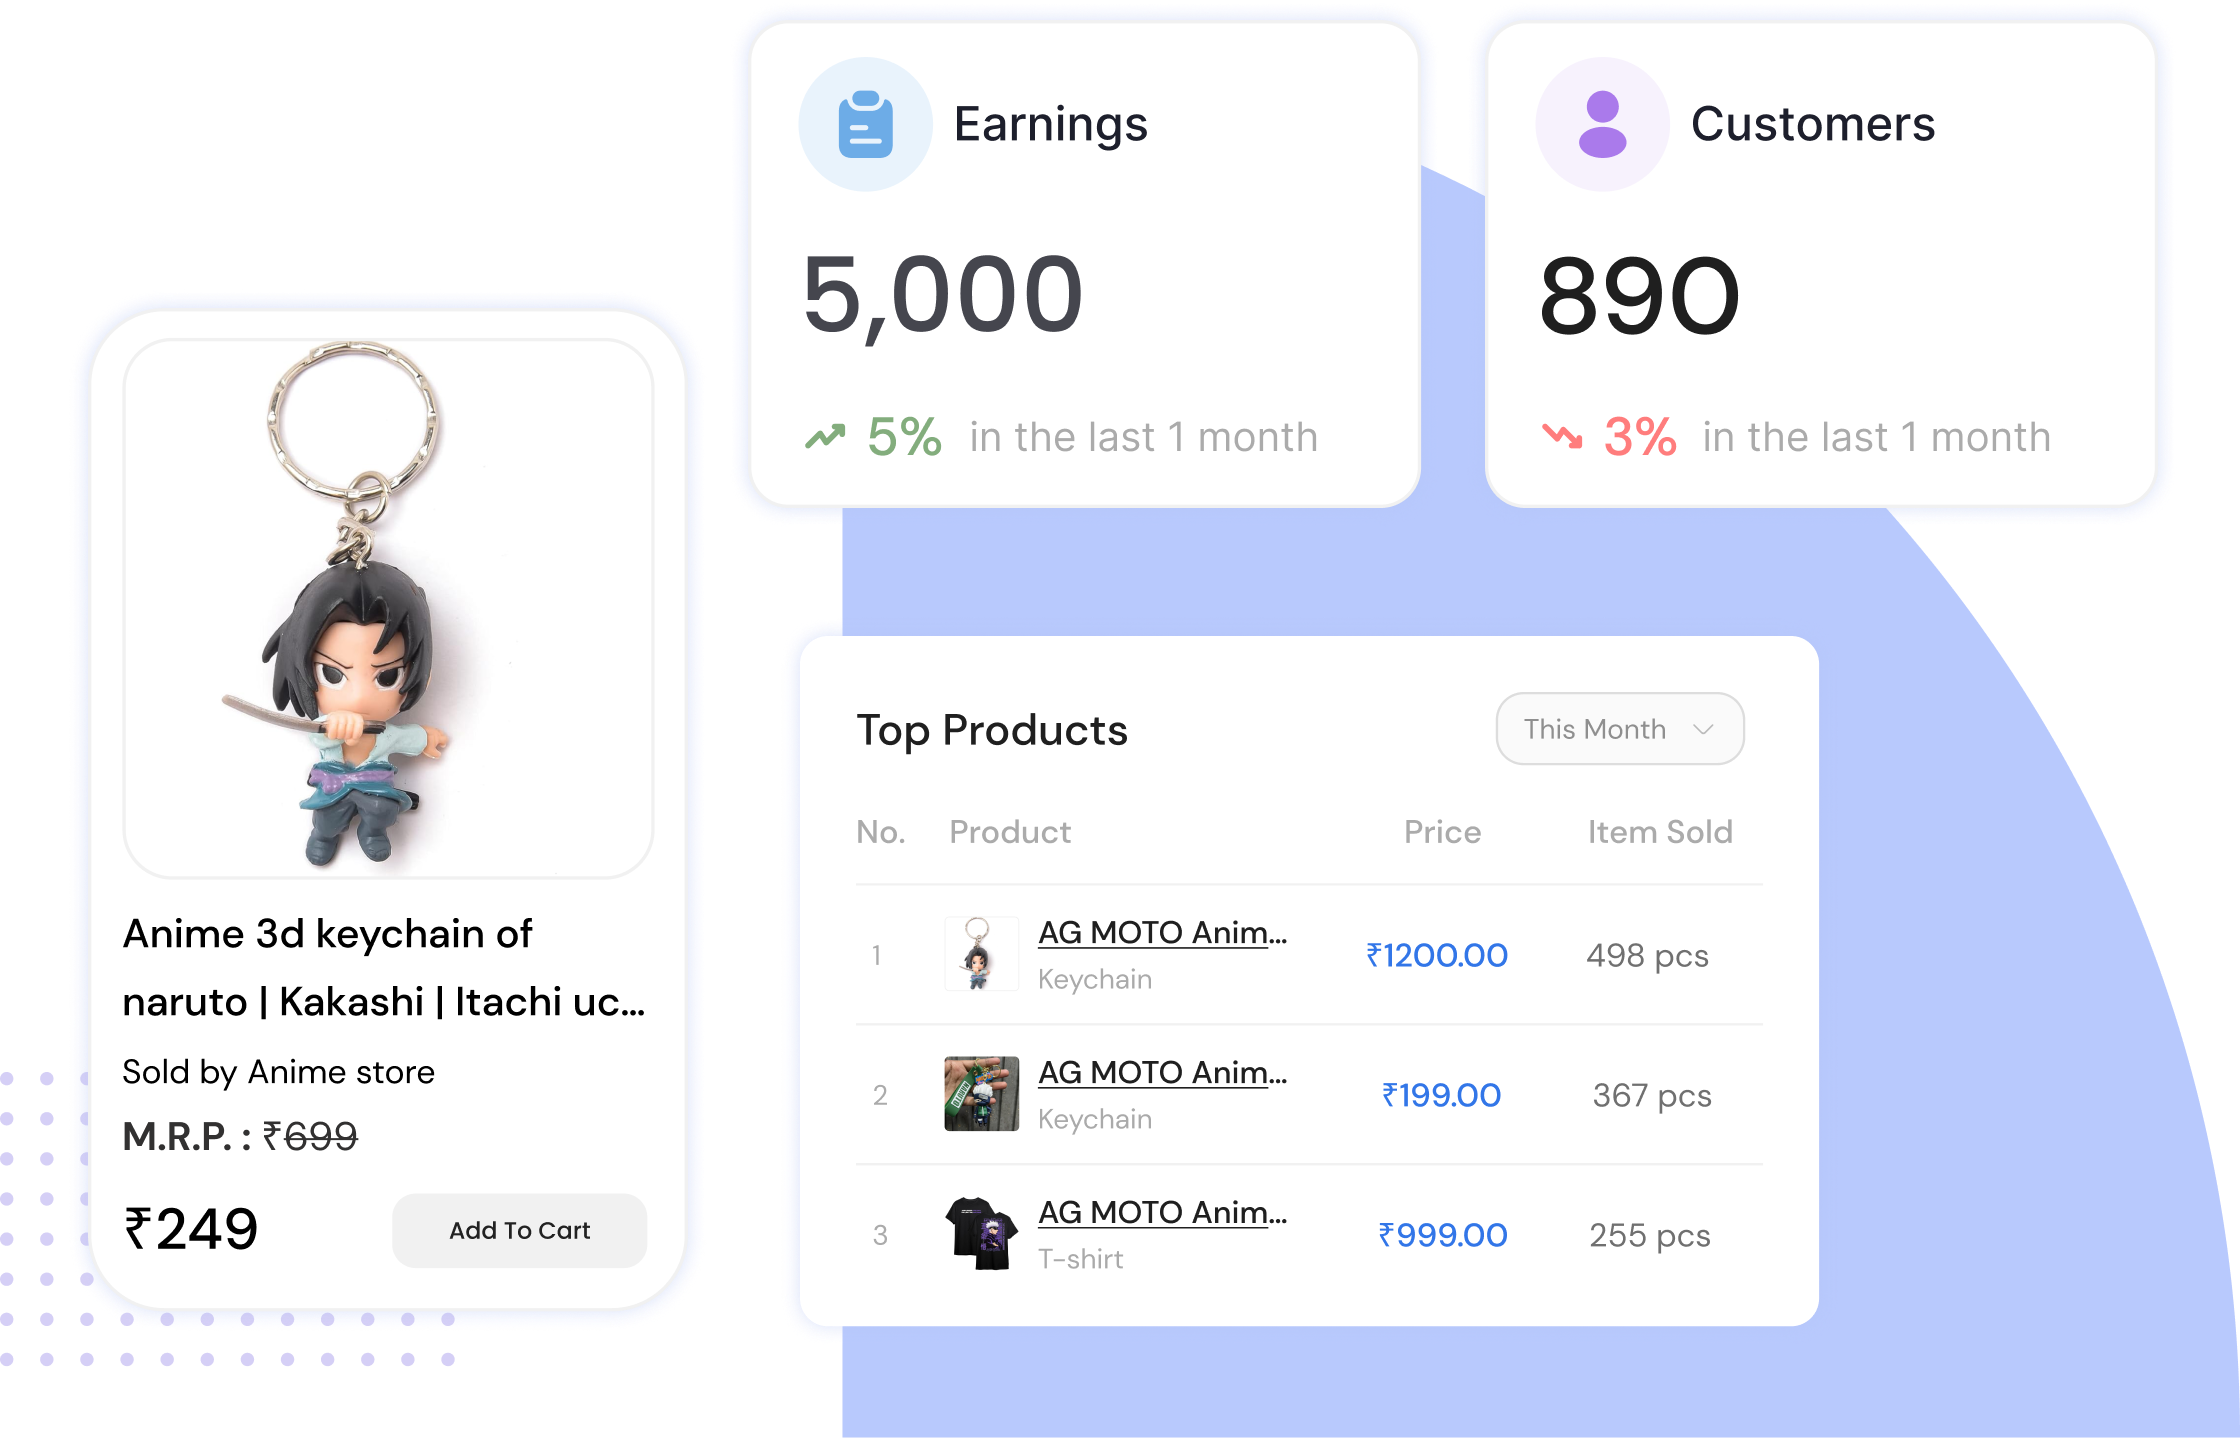 Earnings
5,000
5% in the last 1 month
Customers
890
3% in the last 1 month
Anime 3d keychain of
naruto | Kakashi | Itachi uc...
Sold by Anime store
M.R.P. : ₹699
₹249
Add To Cart
Top Products
This Month
No. Product Price Item Sold
1 AG MOTO Anim... ₹1200.00 498 pcs
Keychain
2 AG MOTO Anim... ₹199.00 367 pcs
Keychain
3 AG MOTO Anim... ₹999.00 255 pcs
T-shirt